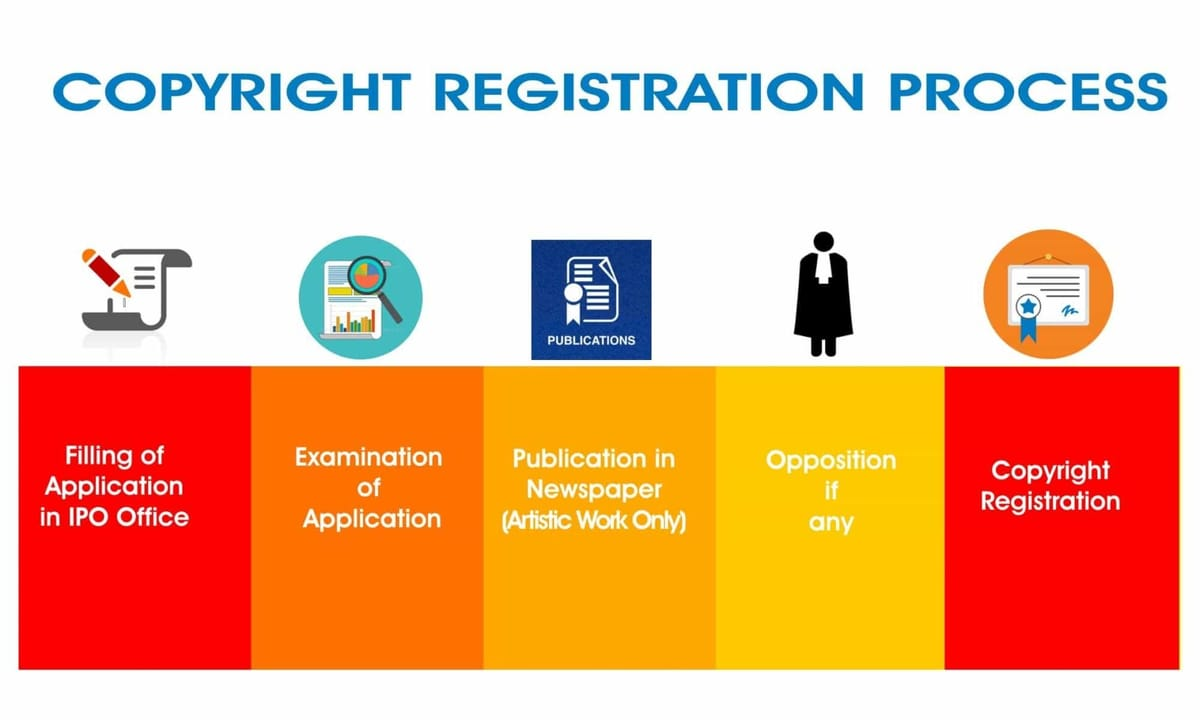 COPYRIGHT REGISTRATION PROCESS
PUBLICATIONS
Filling of
Application
in IPO Office
Examination
of
Application
Publication in
Newspaper
(Artistic Work Only)
Opposition
if
any
Copyright
Registration